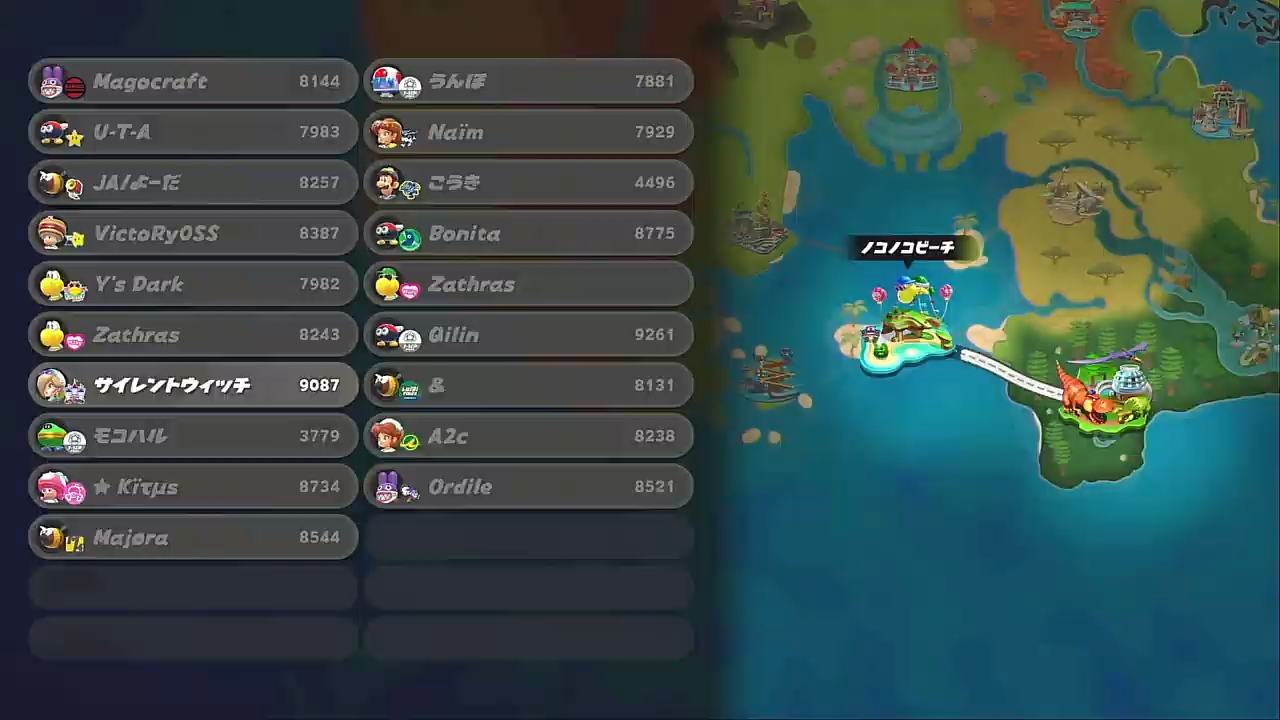 Magocraft 8144
U-T-A 7983
JA/よーだ 8257
VictoRyOSS 8387
Y's Dark 7982
Zathras 8243
サイレントウィッチ 9087
モコハル 3779
★ Kïτμs 8734
Majøra 8544
うんぽ 7881
Naïm 7929
こうき 4496
Bonita 8775
Zathras
Qilin 9261
& 8131
A2c 8238
Ordile 8521
ノコノコビーチ